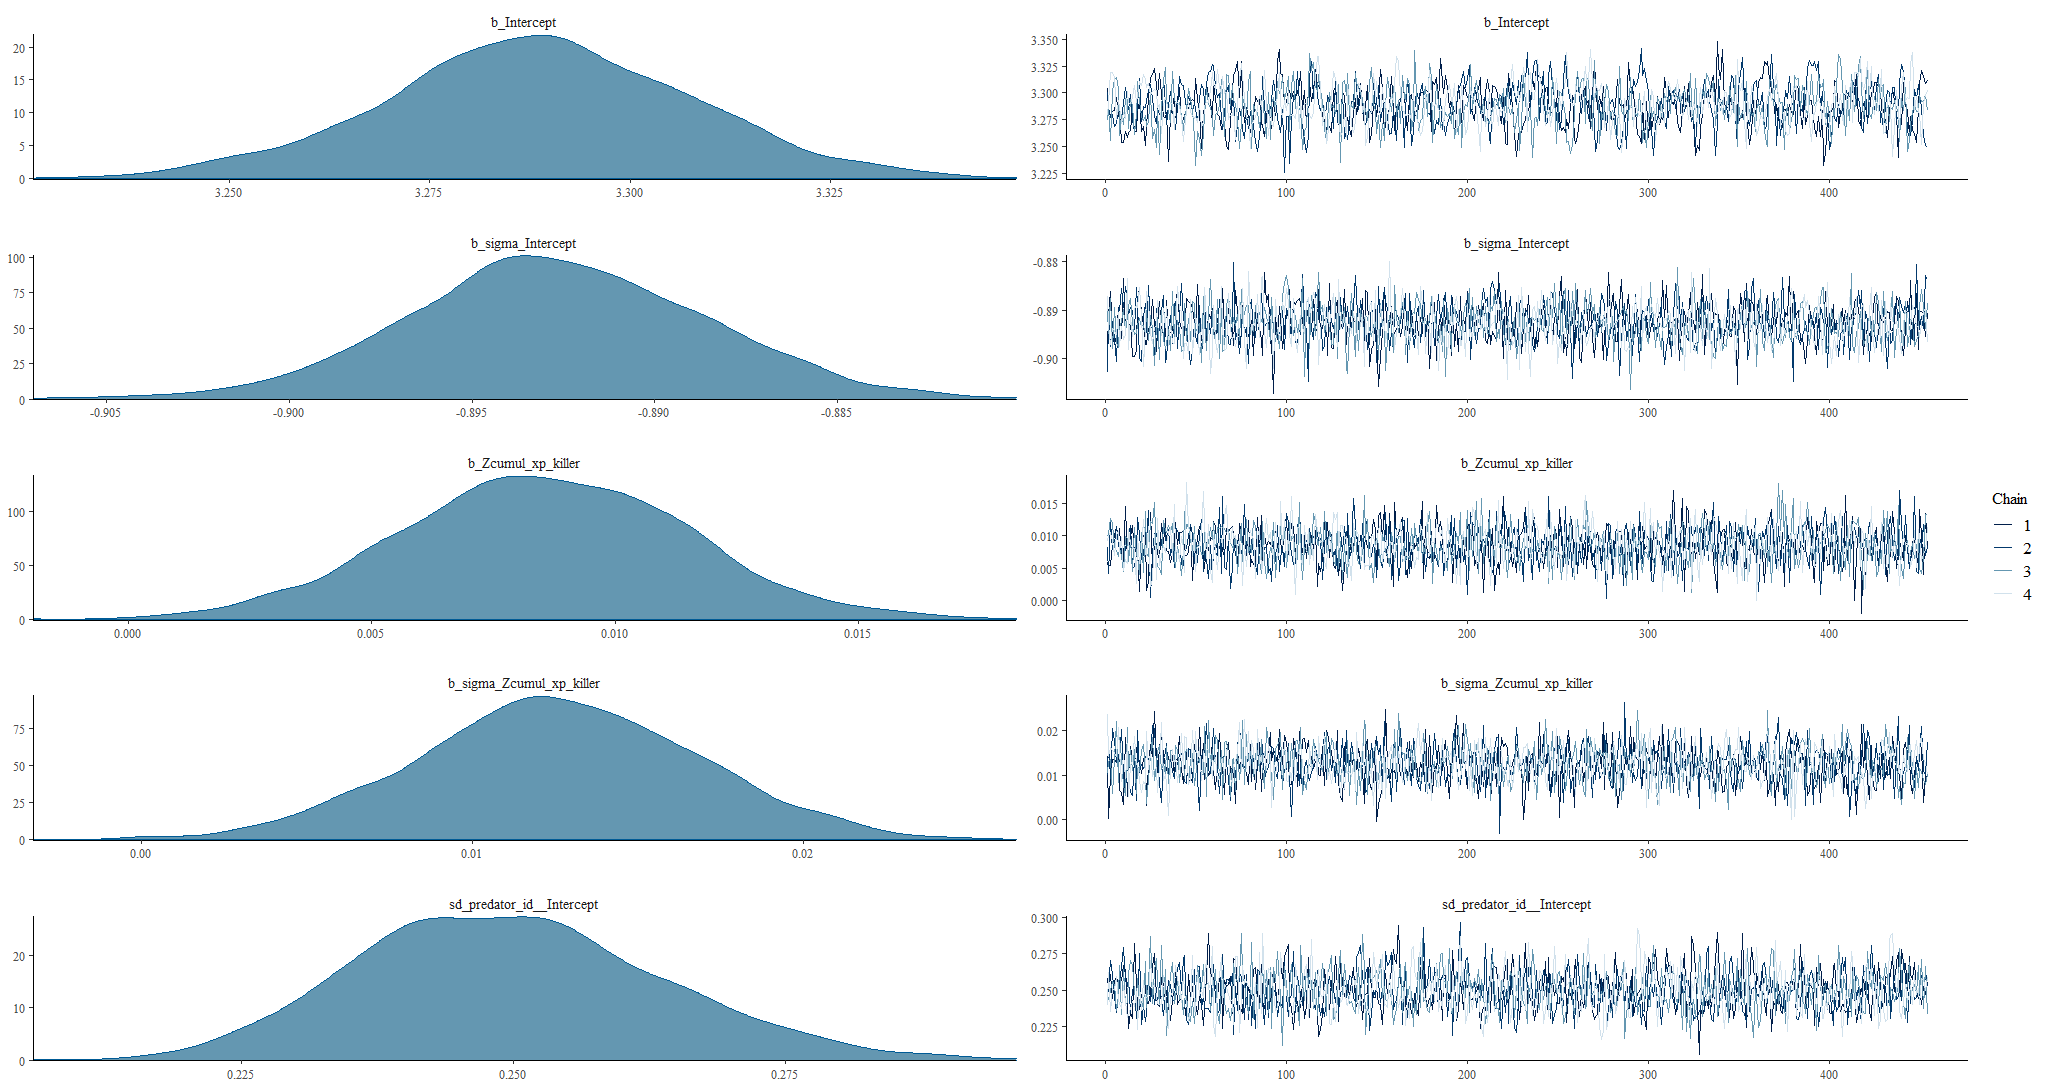 b_Intercept
20
15
10
5
0
3.250 3.275 3.300 3.325
b_Intercept
3.350
3.325
3.300
3.275
3.250
3.225
0 100 200 300 400
b_sigma_Intercept
100
75
50
25
0
-0.905 -0.900 -0.895 -0.890 -0.885
b_sigma_Intercept
-0.88
-0.89
-0.90
0 100 200 300 400
b_Zcumul_xp_killer
100
50
0
0.000 0.005 0.010 0.015
b_Zcumul_xp_killer
0.015
0.010
0.005
0.000
0 100 200 300 400
Chain
1
2
3
4
b_sigma_Zcumul_xp_killer
75
50
25
0
0.00 0.01 0.02
b_sigma_Zcumul_xp_killer
0.02
0.01
0.00
0 100 200 300 400
sd_predator_id__Intercept
20
10
0
0.225 0.250 0.275
sd_predator_id__Intercept
0.300
0.275
0.250
0.225
0 100 200 300 400